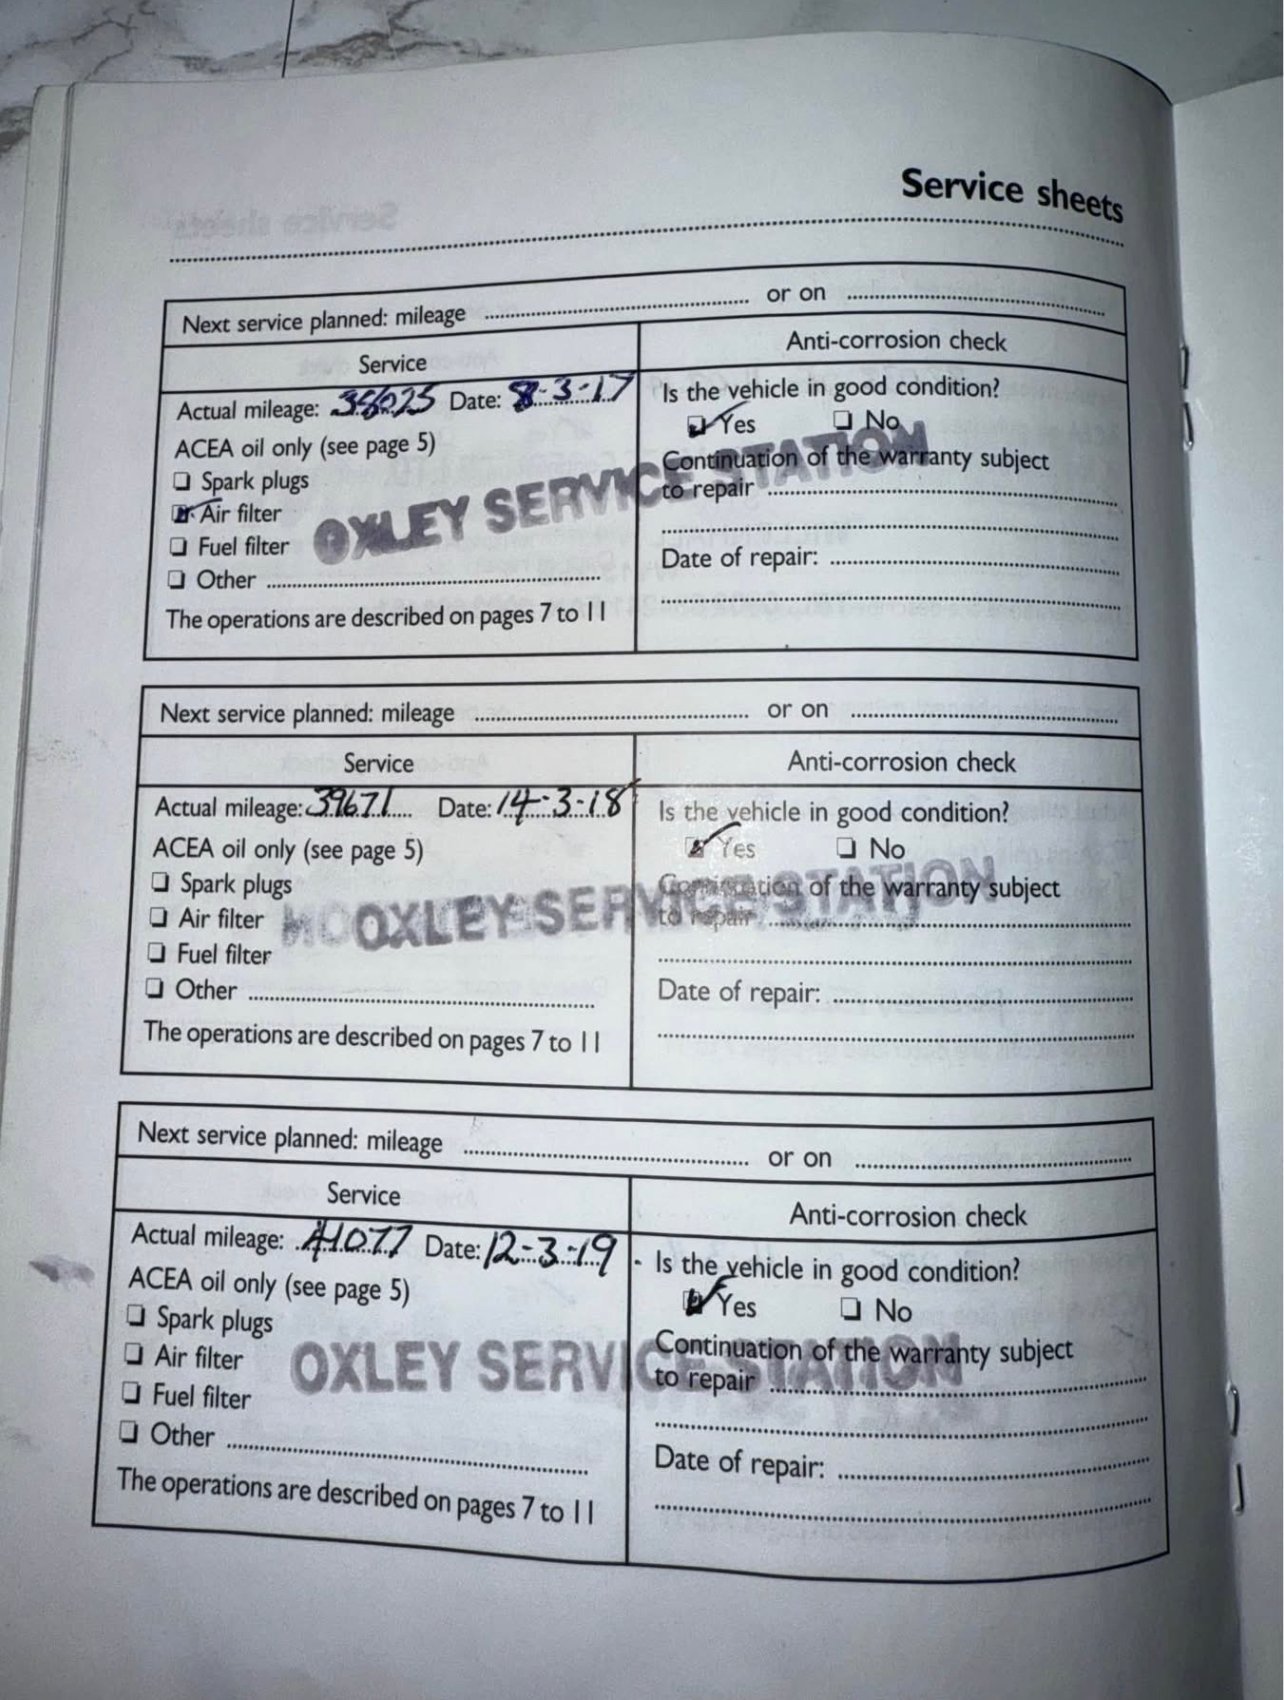 Service sheets
Next service planned: mileage ........ or on ........
Service
Anti-corrosion check
Actual mileage: Date: 8-3-17
ACEA oil only (see page 5)
Spark plugs
Air filter
Fuel filter
Other ........
The operations are described on pages 7 to 11
Is the vehicle in good condition?
Yes No
Continuation of the warranty subject
to repair ........
Date of repair: ........
OXLEY SERVICE STATION
Next service planned: mileage ........ or on ........
Service
Anti-corrosion check
Actual mileage: 39671 Date: 14-3-18
ACEA oil only (see page 5)
Spark plugs
Air filter
Fuel filter
Other ........
The operations are described on pages 7 to 11
Is the vehicle in good condition?
Yes No
Continuation of the warranty subject
to repair ........
Date of repair: ........
OXLEY SERVICE STATION
Next service planned: mileage ........ or on ........
Service
Anti-corrosion check
Actual mileage: 41077 Date: 12-3-19
ACEA oil only (see page 5)
Spark plugs
Air filter
Fuel filter
Other ........
The operations are described on pages 7 to 11
Is the vehicle in good condition?
Yes No
Continuation of the warranty subject
to repair ........
Date of repair: ........
OXLEY SERVICE STATION